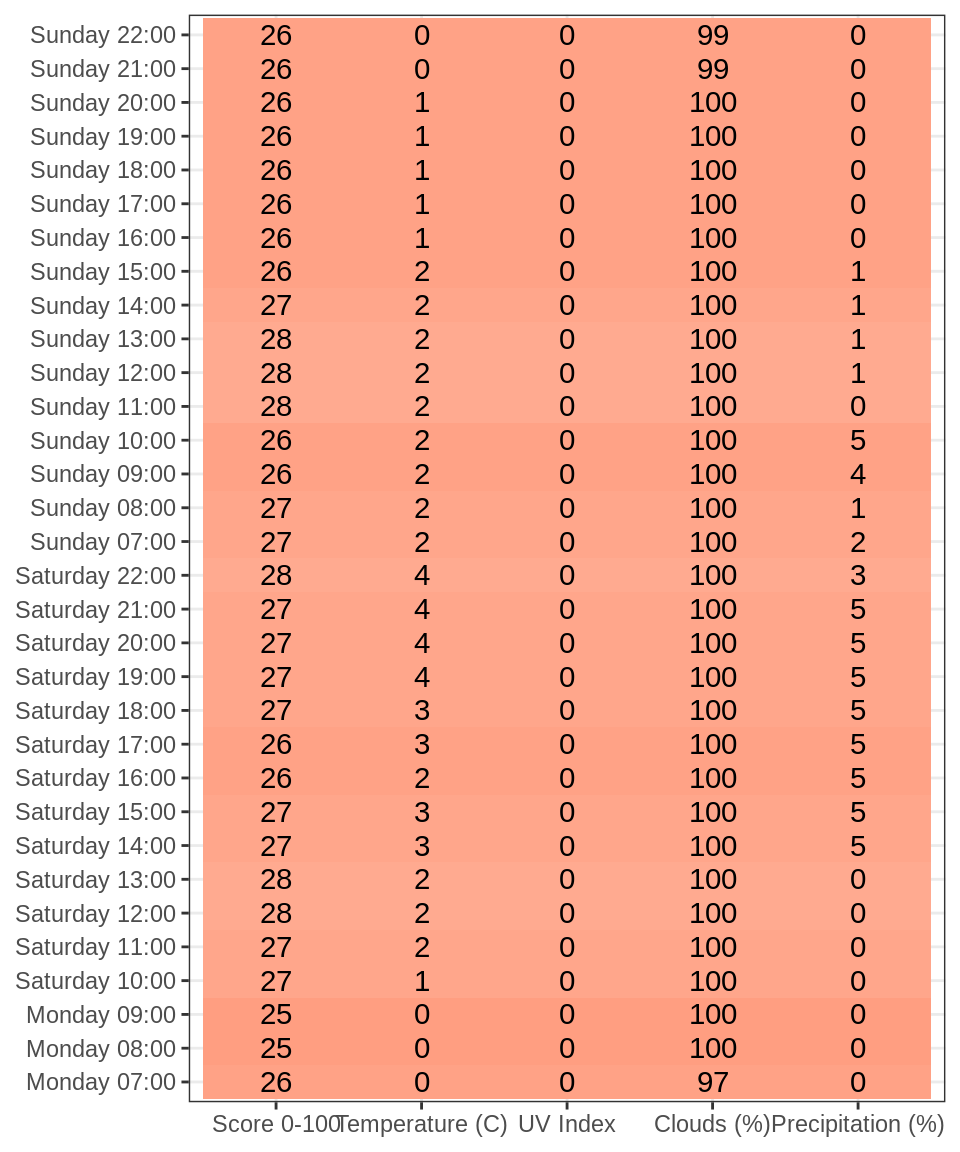 Sunday 22:00 26 0 0 99 0
Sunday 21:00 26 0 0 99 0
Sunday 20:00 26 1 0 100 0
Sunday 19:00 26 1 0 100 0
Sunday 18:00 26 1 0 100 0
Sunday 17:00 26 1 0 100 0
Sunday 16:00 26 1 0 100 0
Sunday 15:00 26 2 0 100 1
Sunday 14:00 27 2 0 100 1
Sunday 13:00 28 2 0 100 1
Sunday 12:00 28 2 0 100 1
Sunday 11:00 28 2 0 100 0
Sunday 10:00 26 2 0 100 5
Sunday 09:00 26 2 0 100 4
Sunday 08:00 27 2 0 100 1
Sunday 07:00 27 2 0 100 2
Saturday 22:00 28 4 0 100 3
Saturday 21:00 27 4 0 100 5
Saturday 20:00 27 4 0 100 5
Saturday 19:00 27 4 0 100 5
Saturday 18:00 27 3 0 100 5
Saturday 17:00 26 3 0 100 5
Saturday 16:00 26 2 0 100 5
Saturday 15:00 27 3 0 100 5
Saturday 14:00 27 3 0 100 5
Saturday 13:00 28 2 0 100 0
Saturday 12:00 28 2 0 100 0
Saturday 11:00 27 2 0 100 0
Saturday 10:00 27 1 0 100 0
Monday 09:00 25 0 0 100 0
Monday 08:00 25 0 0 100 0
Monday 07:00 26 0 0 97 0
Score 0-100 Temperature (C) UV Index Clouds (%) Precipitation (%)